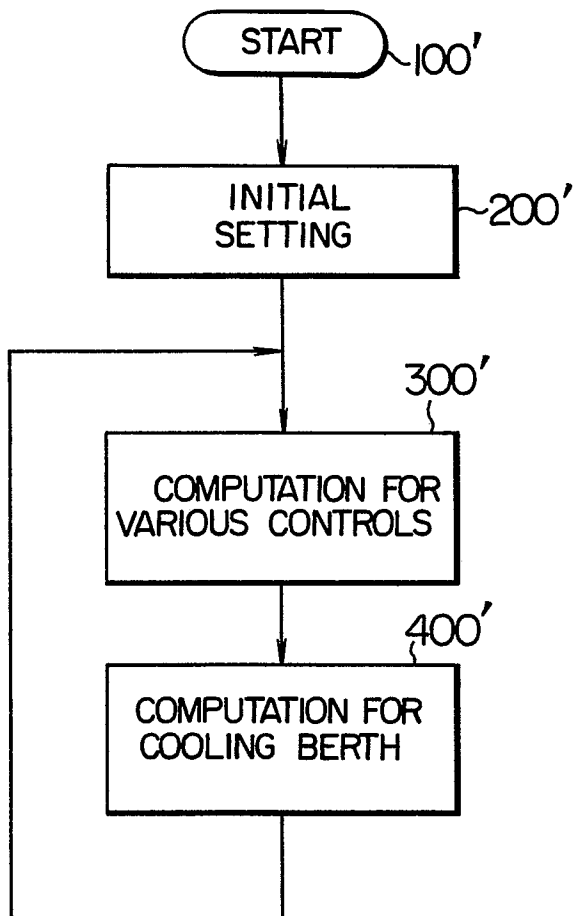 START
100'
INITIAL
SETTING
200'
300'
COMPUTATION FOR
VARIOUS CONTROLS
400'
COMPUTATION FOR
COOLING BERTH